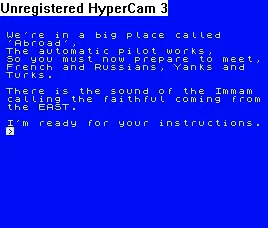 Unregistered HyperCam 3
We're in a big place called
'Abroad',
The automatic pilot works,
So you must now prepare to meet,
French and Russians, Yanks and
Turks.
There is the sound of the Immam
calling the faithful coming from
the EAST.
I'm ready for your instructions.
>